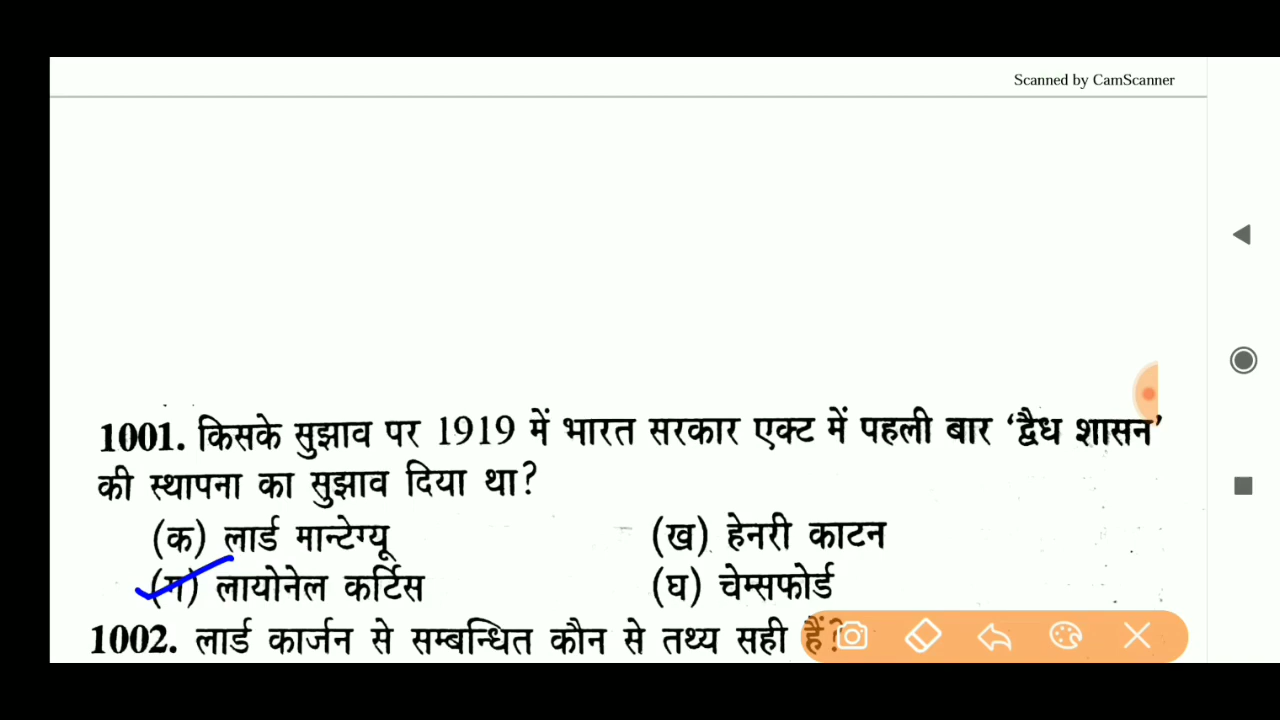 Scanned by CamScanner
1001. किसके सुझाव पर 1919 में भारत सरकार एक्ट में पहली बार ‘द्वैध शासन’
की स्थापना का सुझाव दिया था?
(क) लार्ड मान्टेग्यू (ख) हेनरी काटन
(ग) लायोनेल कर्टिस (घ) चेम्सफोर्ड
1002. लार्ड कार्जन से सम्बन्धित कौन से तथ्य सही हैं?